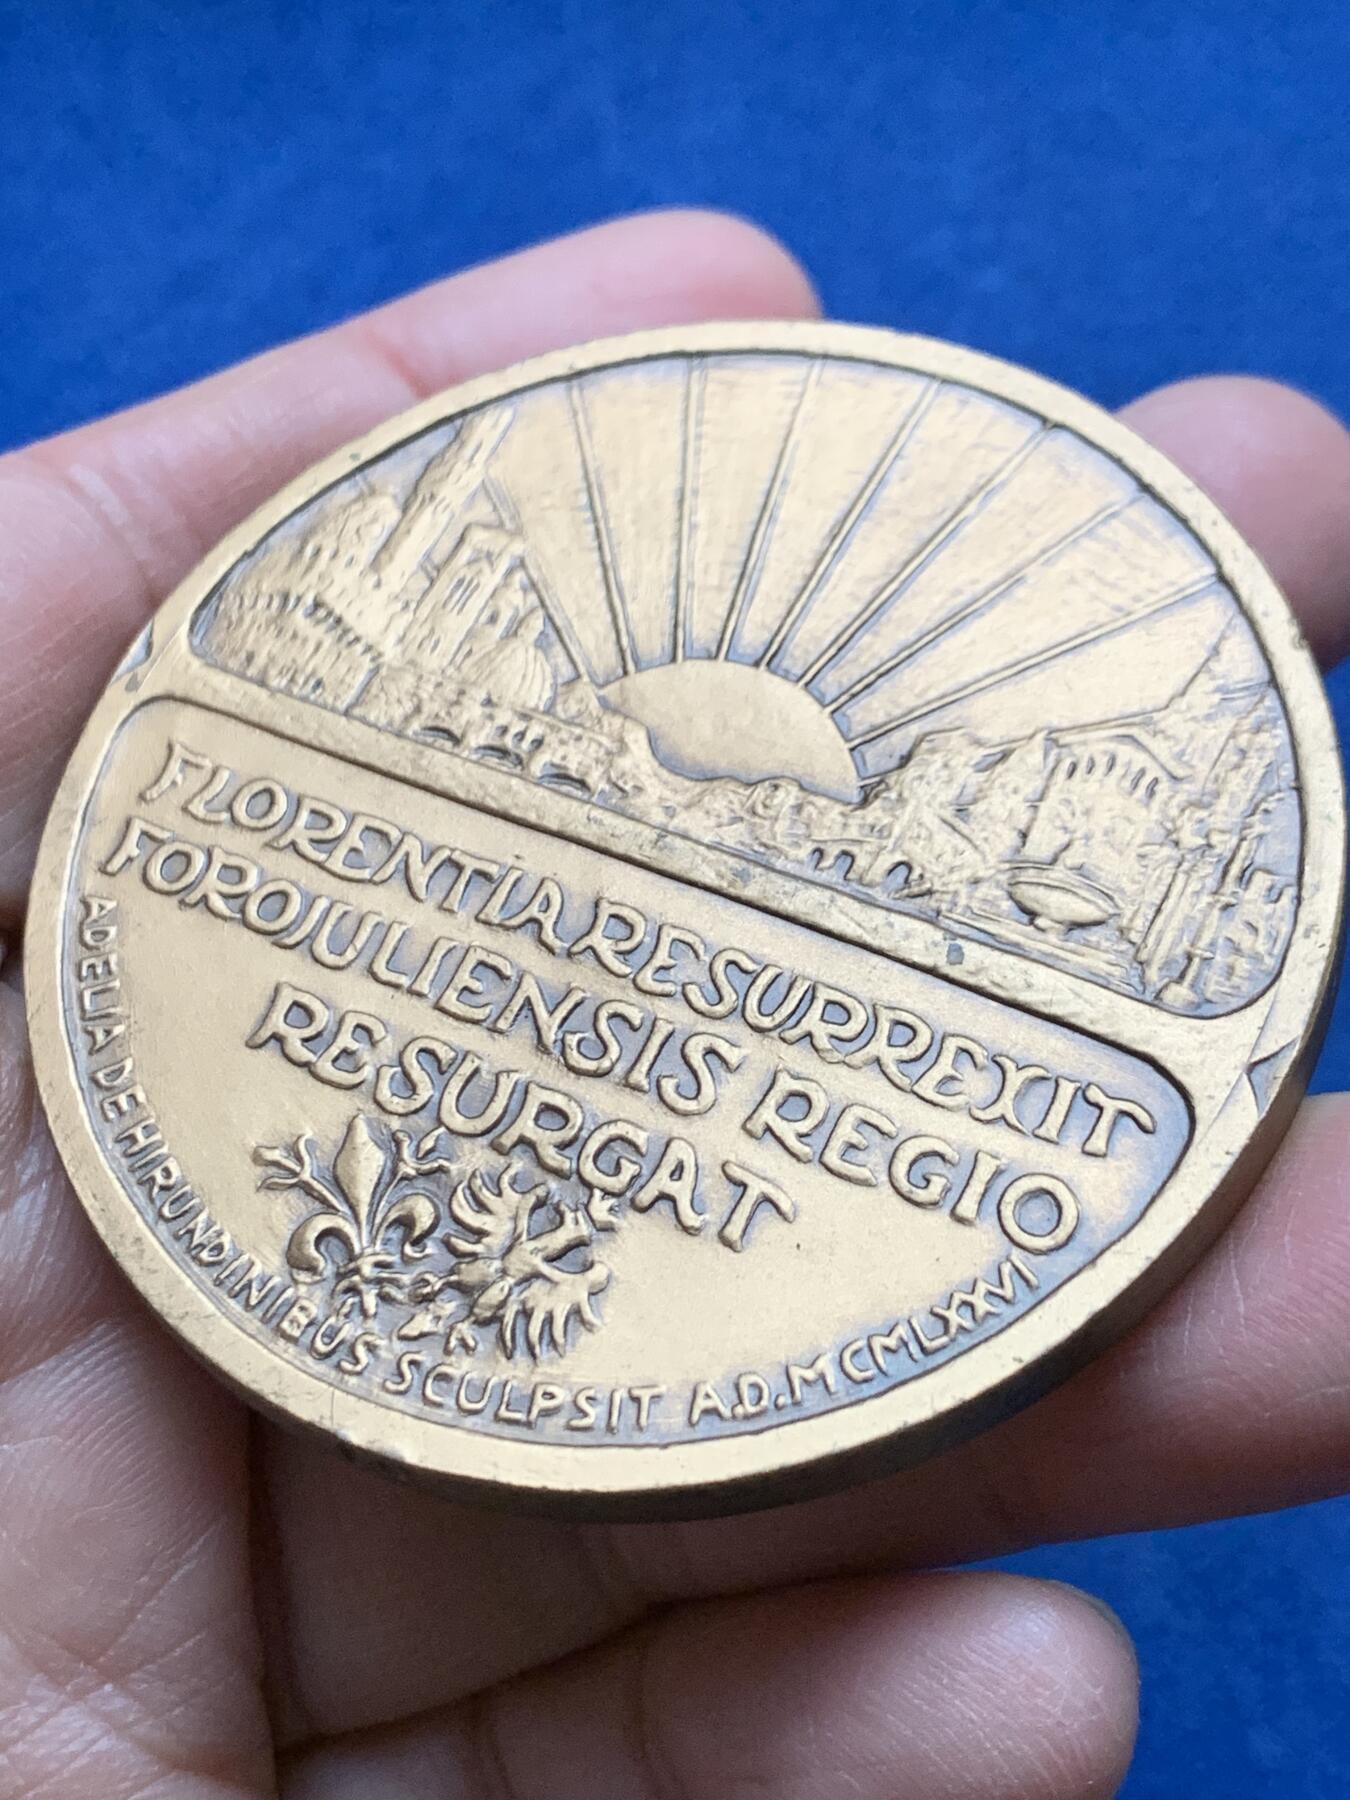 FLORENTIA RESURREXIT
FOROJULIENSIS REGIO
RESURGAT
ADELIA DE HIRUNDINIBUS SCULPSIT A.D. MCMLXXVI